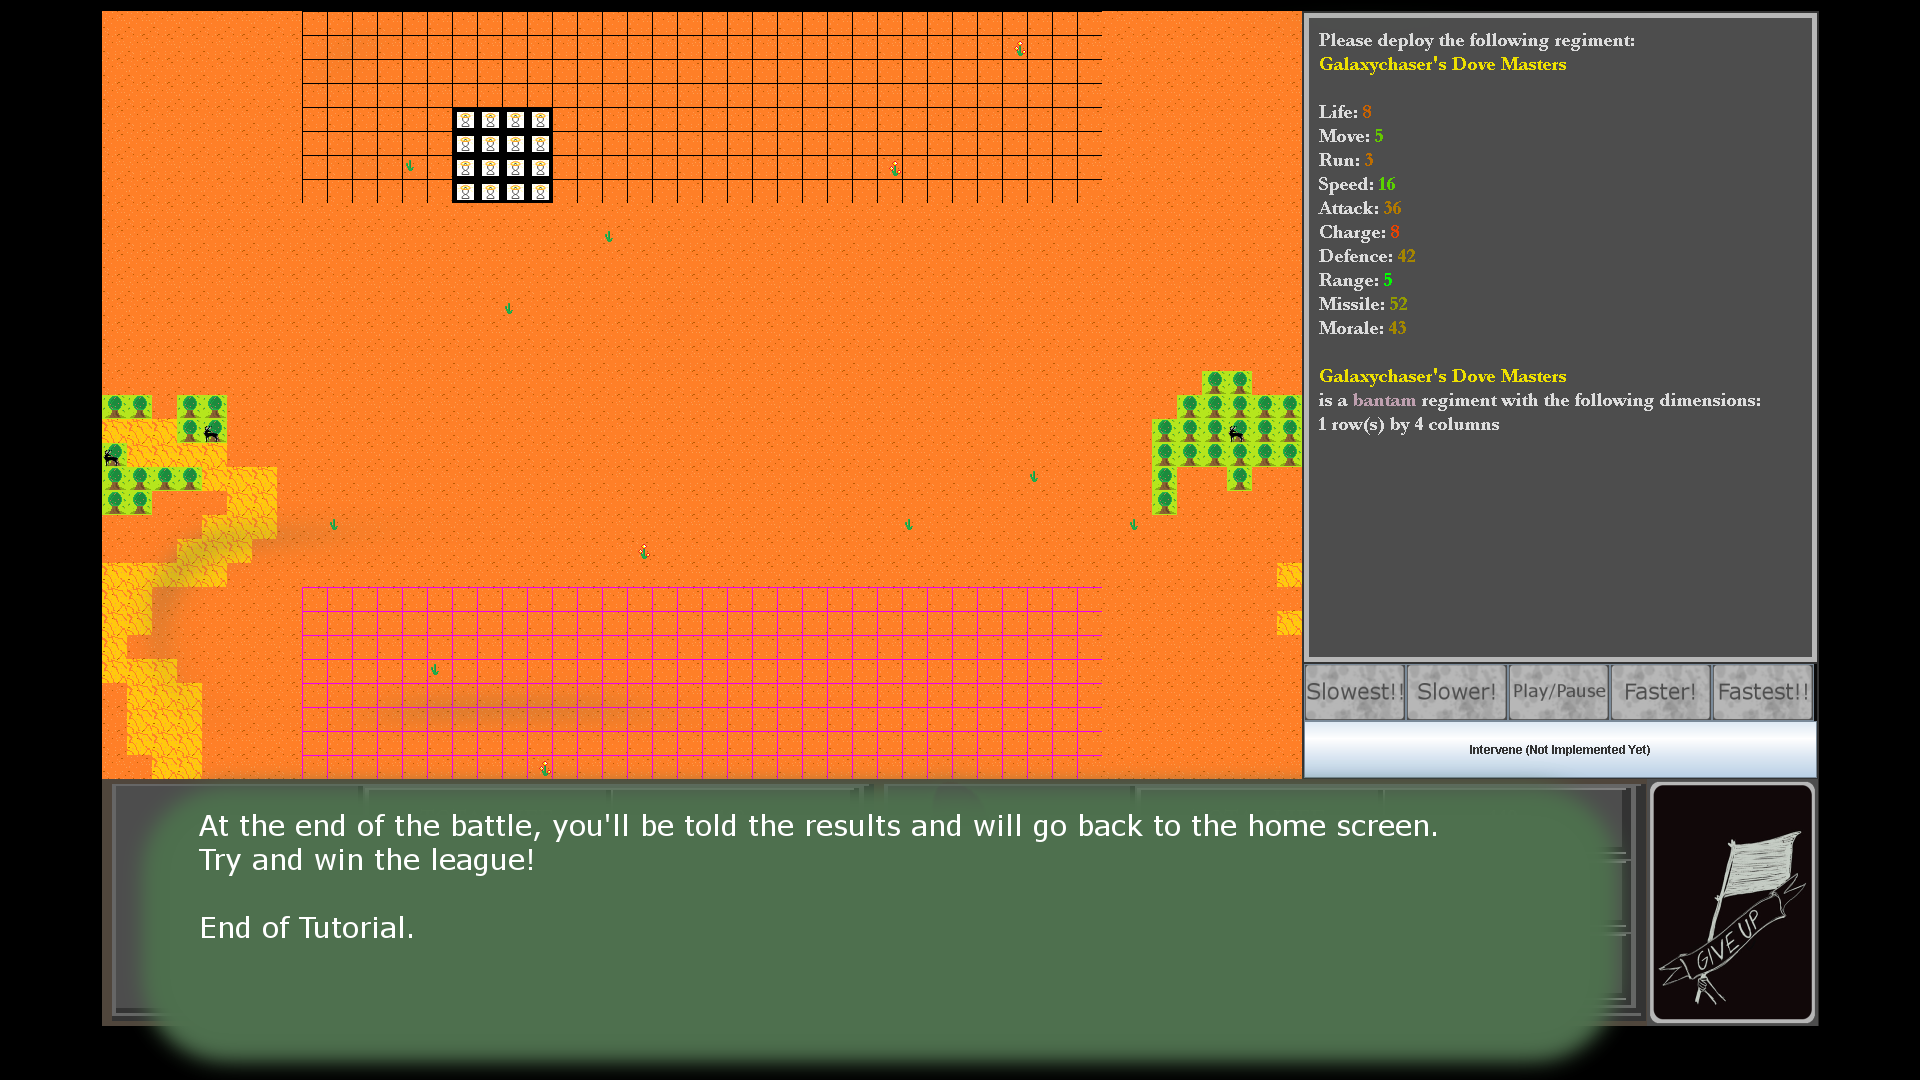 Please deploy the following regiment:
Galaxychaser's Dove Masters
Life: 8
Move: 5
Run: 3
Speed: 16
Attack: 36
Charge: 8
Defence: 42
Range: 5
Missile: 52
Morale: 43
Galaxychaser's Dove Masters
is a bantam regiment with the following dimensions:
1 row(s) by 4 columns
Slowest!! Slower! Play/Pause Faster! Fastest!!
Intervene (Not Implemented Yet)
At the end of the battle, you'll be told the results and will go back to the home screen.
Try and win the league!
End of Tutorial.
GIVE UP